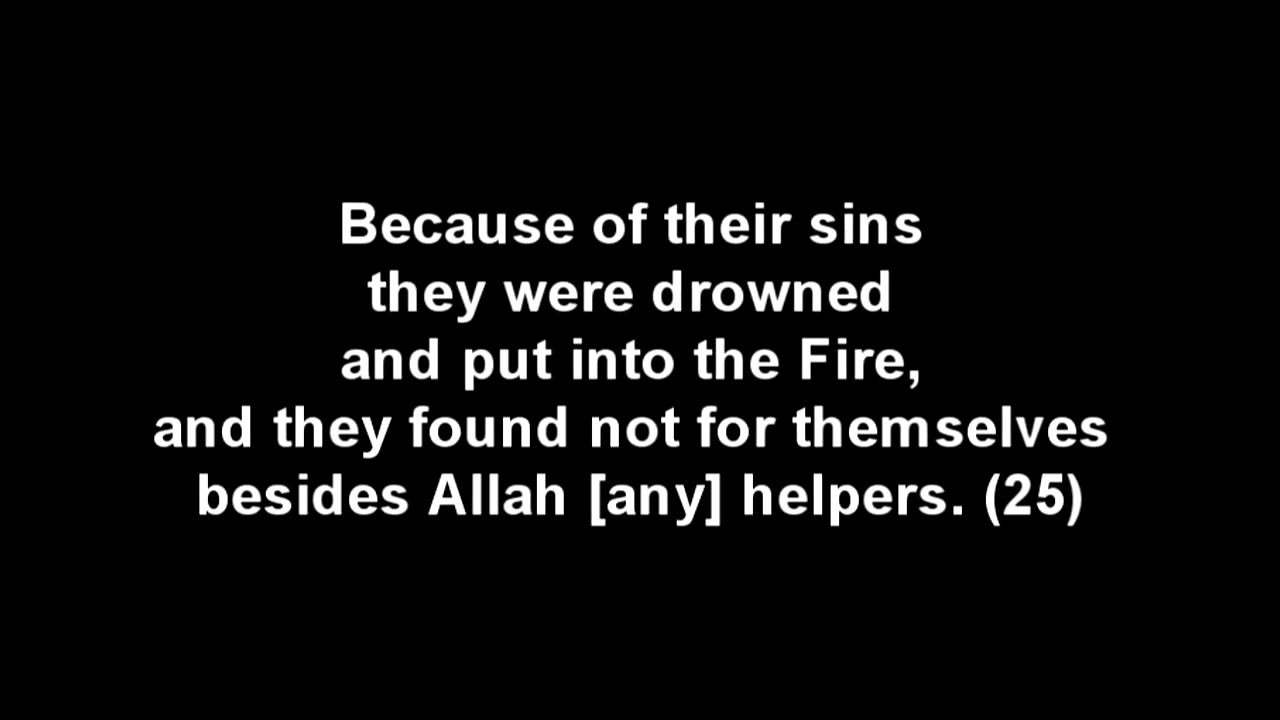 Because of their sins
they were drowned
and put into the Fire,
and they found not for themselves
besides Allah [any] helpers. (25)